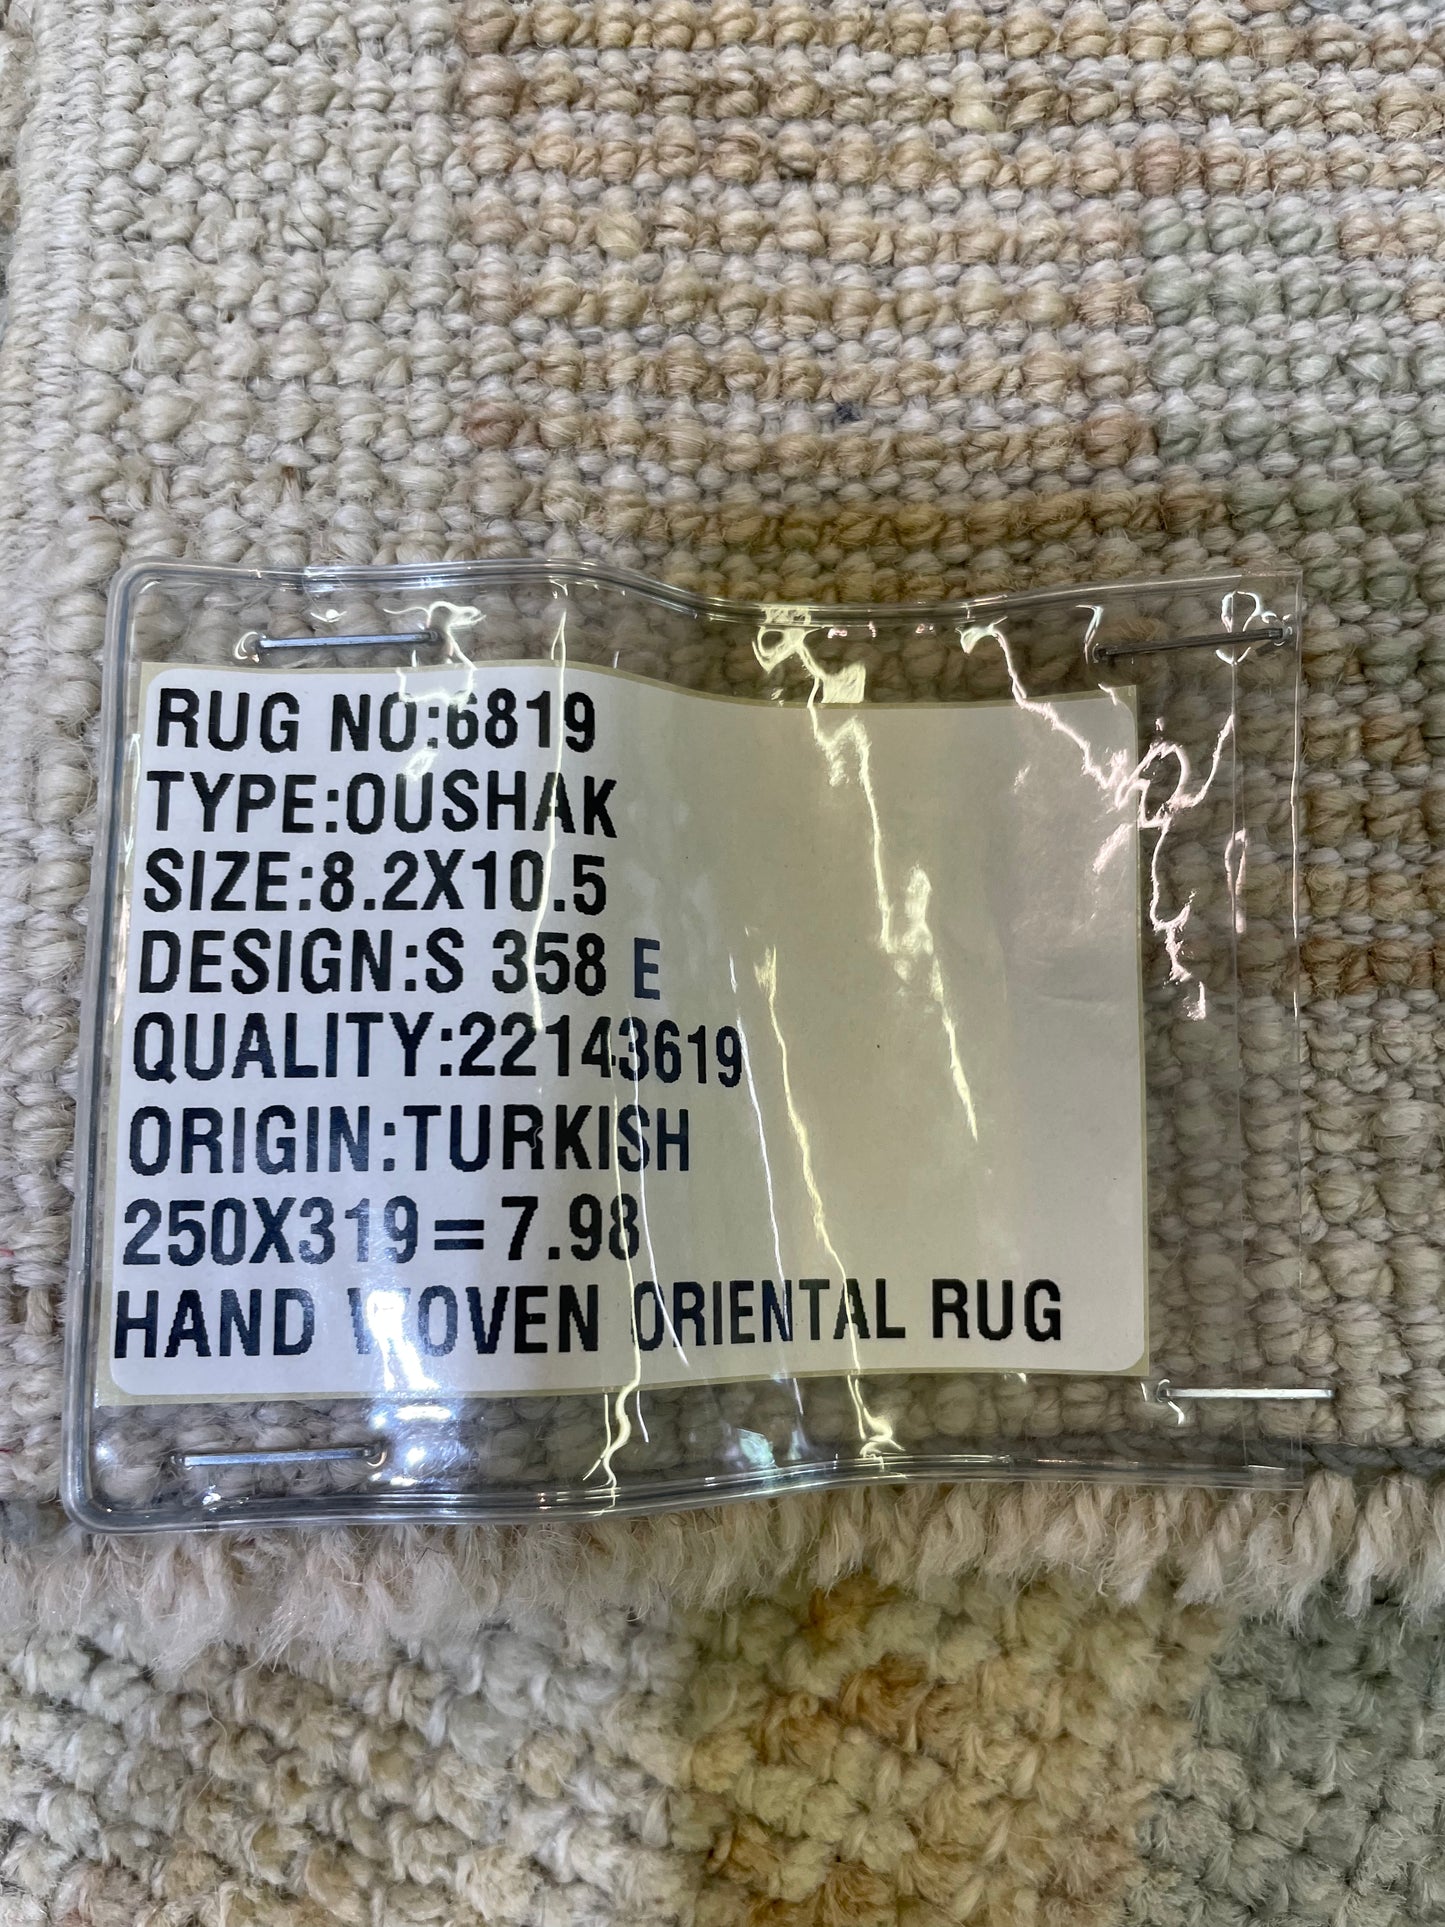 RUG NO:6819
TYPE:OUSHAK
SIZE:8.2X10.5
DESIGN:S 358 E
QUALITY:22143619
ORIGIN:TURKISH
250X319=7.98
HAND WOVEN ORIENTAL RUG